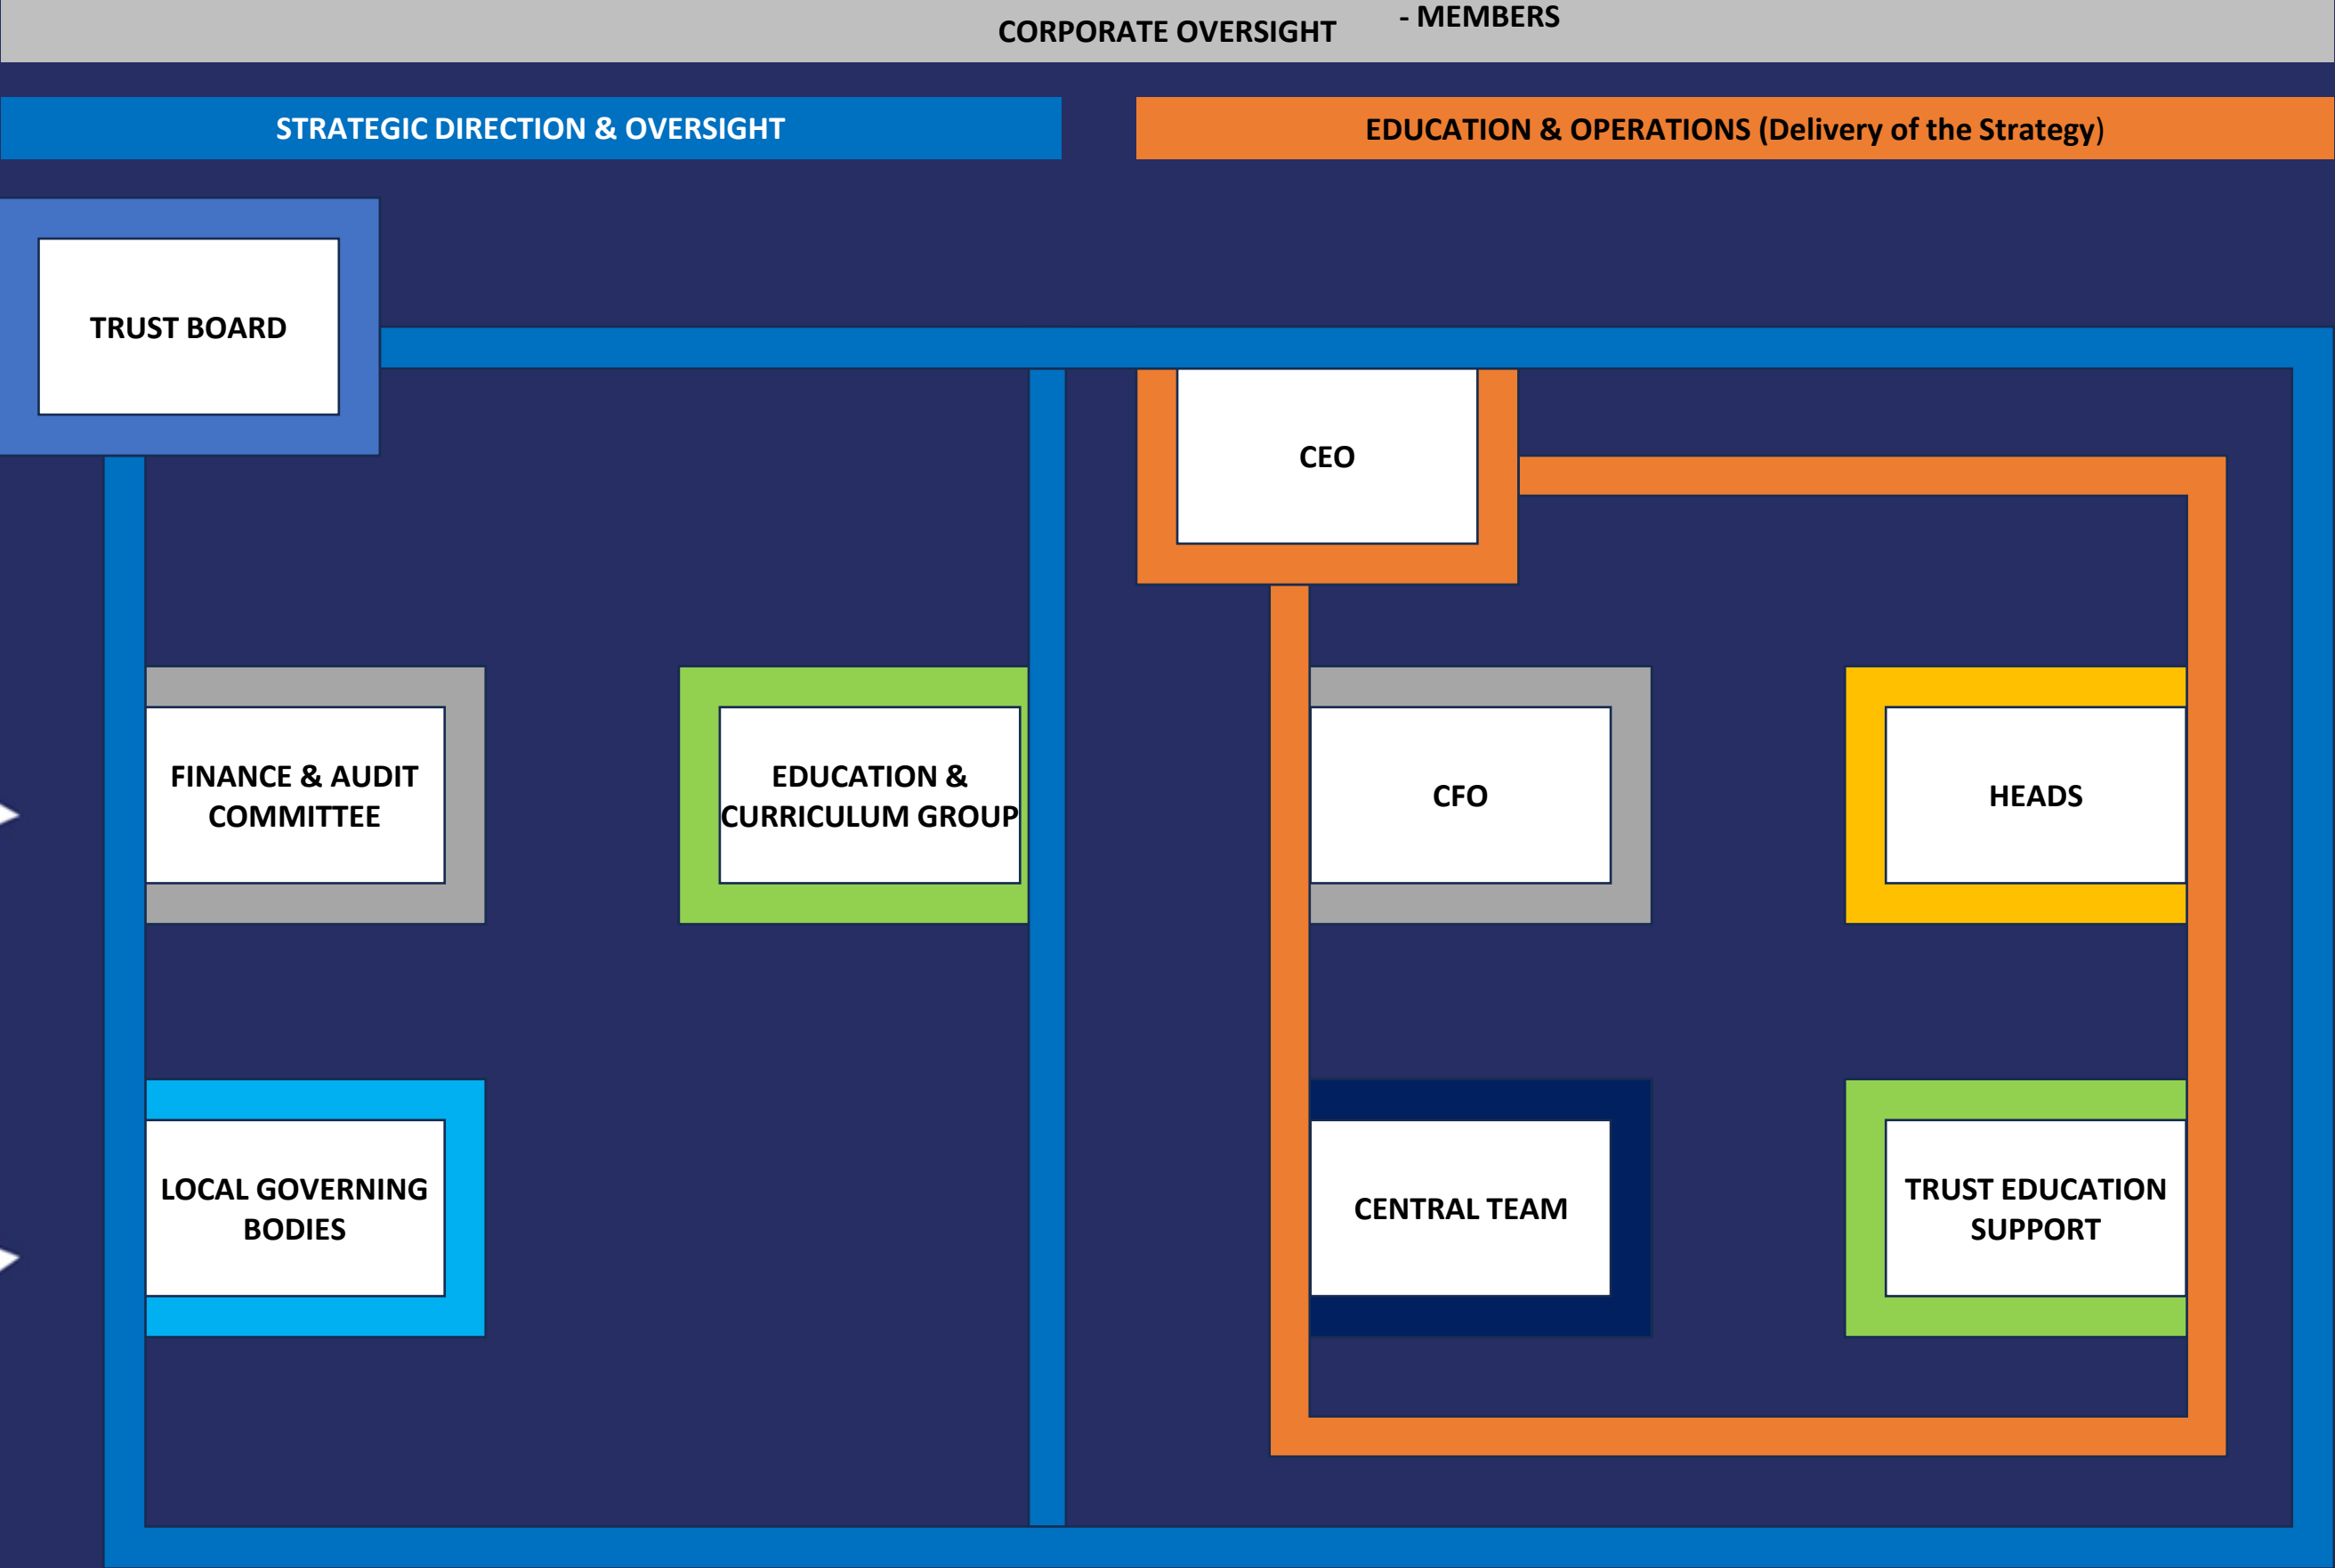 CORPORATE OVERSIGHT - MEMBERS
STRATEGIC DIRECTION & OVERSIGHT
EDUCATION & OPERATIONS (Delivery of the Strategy)
TRUST BOARD
CEO
FINANCE & AUDIT
COMMITTEE
EDUCATION &
CURRICULUM GROUP
CFO
HEADS
LOCAL GOVERNING
BODIES
CENTRAL TEAM
TRUST EDUCATION
SUPPORT